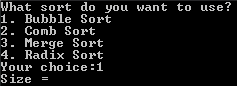 What sort do you want to use?
1. Bubble Sort
2. Comb Sort
3. Merge Sort
4. Radix Sort
Your choice:1
Size =